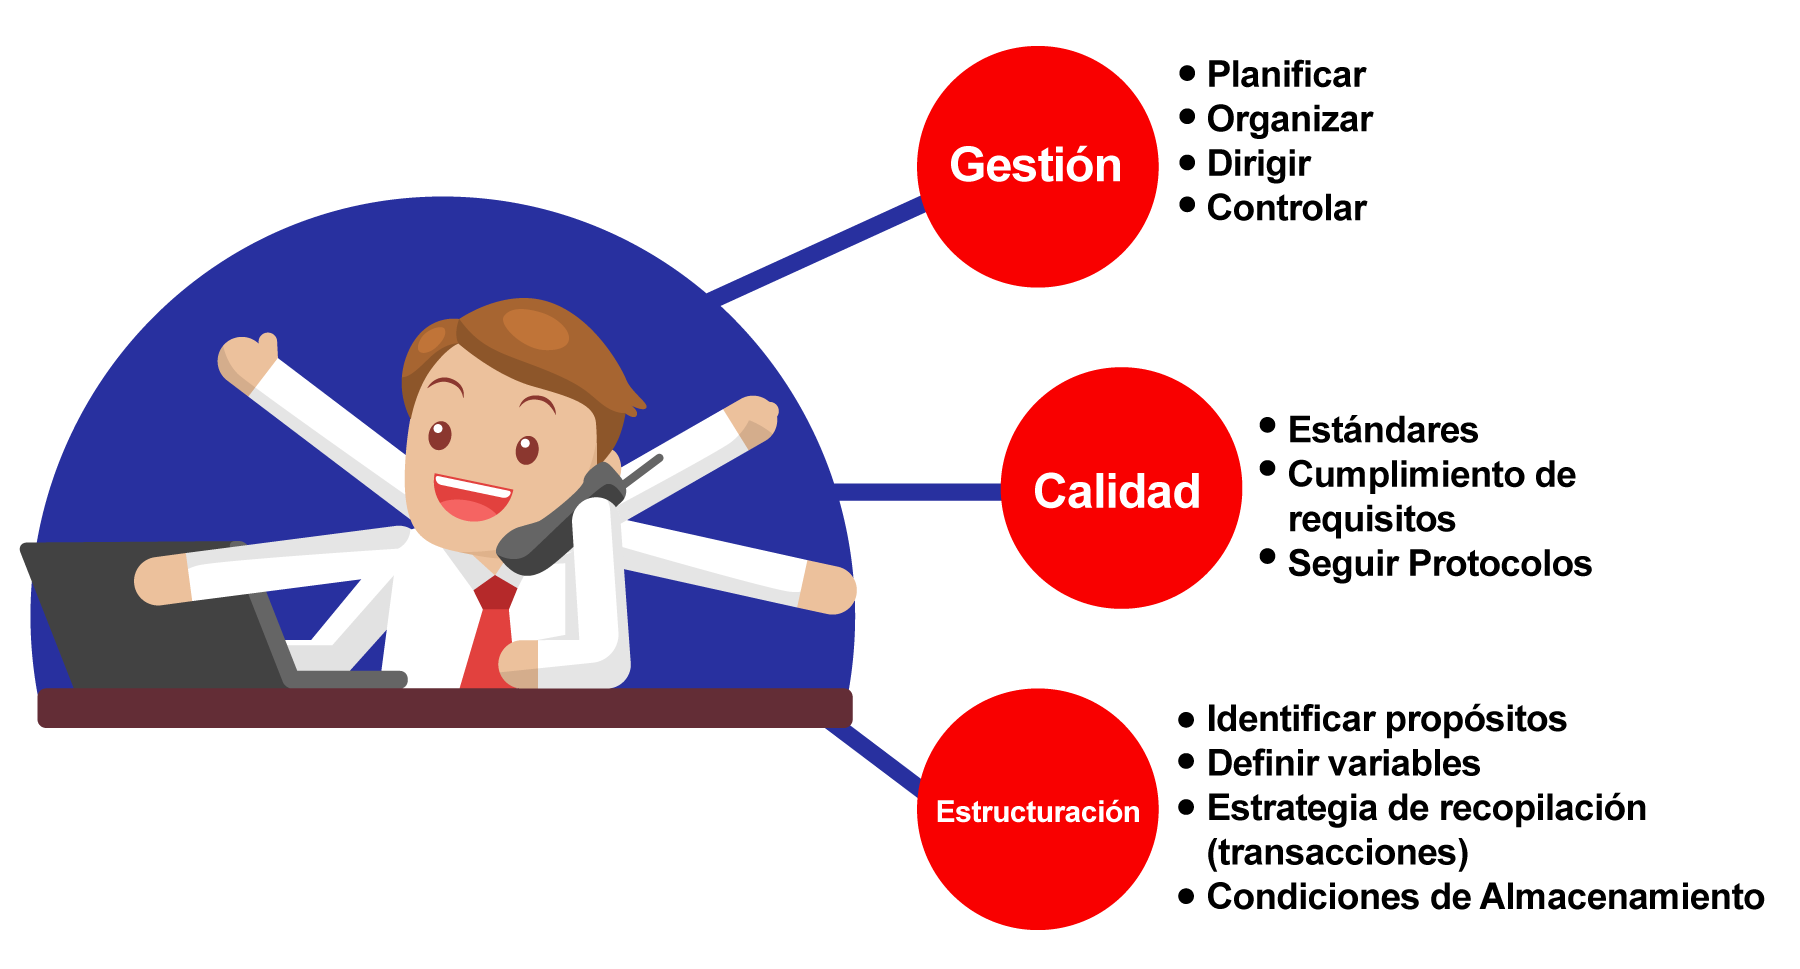 Gestión
• Planificar
• Organizar
• Dirigir
• Controlar
Calidad
• Estándares
• Cumplimiento de
requisitos
• Seguir Protocolos
Estructuración
• Identificar propósitos
• Definir variables
• Estrategia de recopilación
(transacciones)
• Condiciones de Almacenamiento